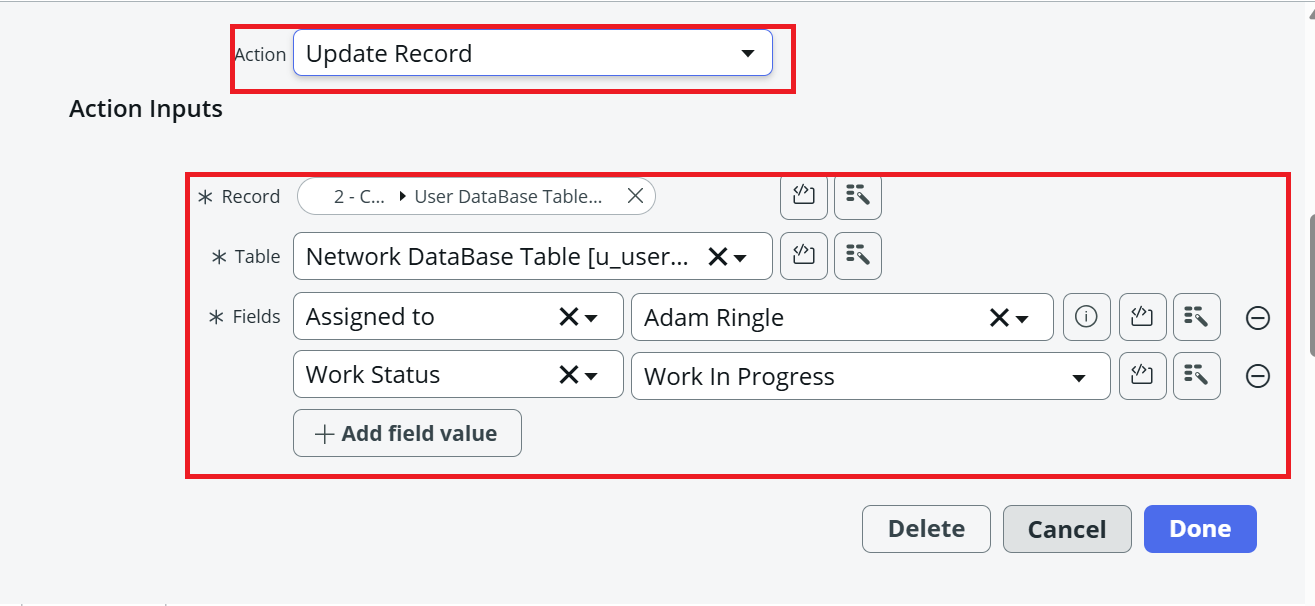 Action Update Record
Action Inputs
* Record 2 - C... ▸ User DataBase Table...
* Table Network DataBase Table [u_user...
* Fields Assigned to Adam Ringle
Work Status Work In Progress
+ Add field value
Delete Cancel Done